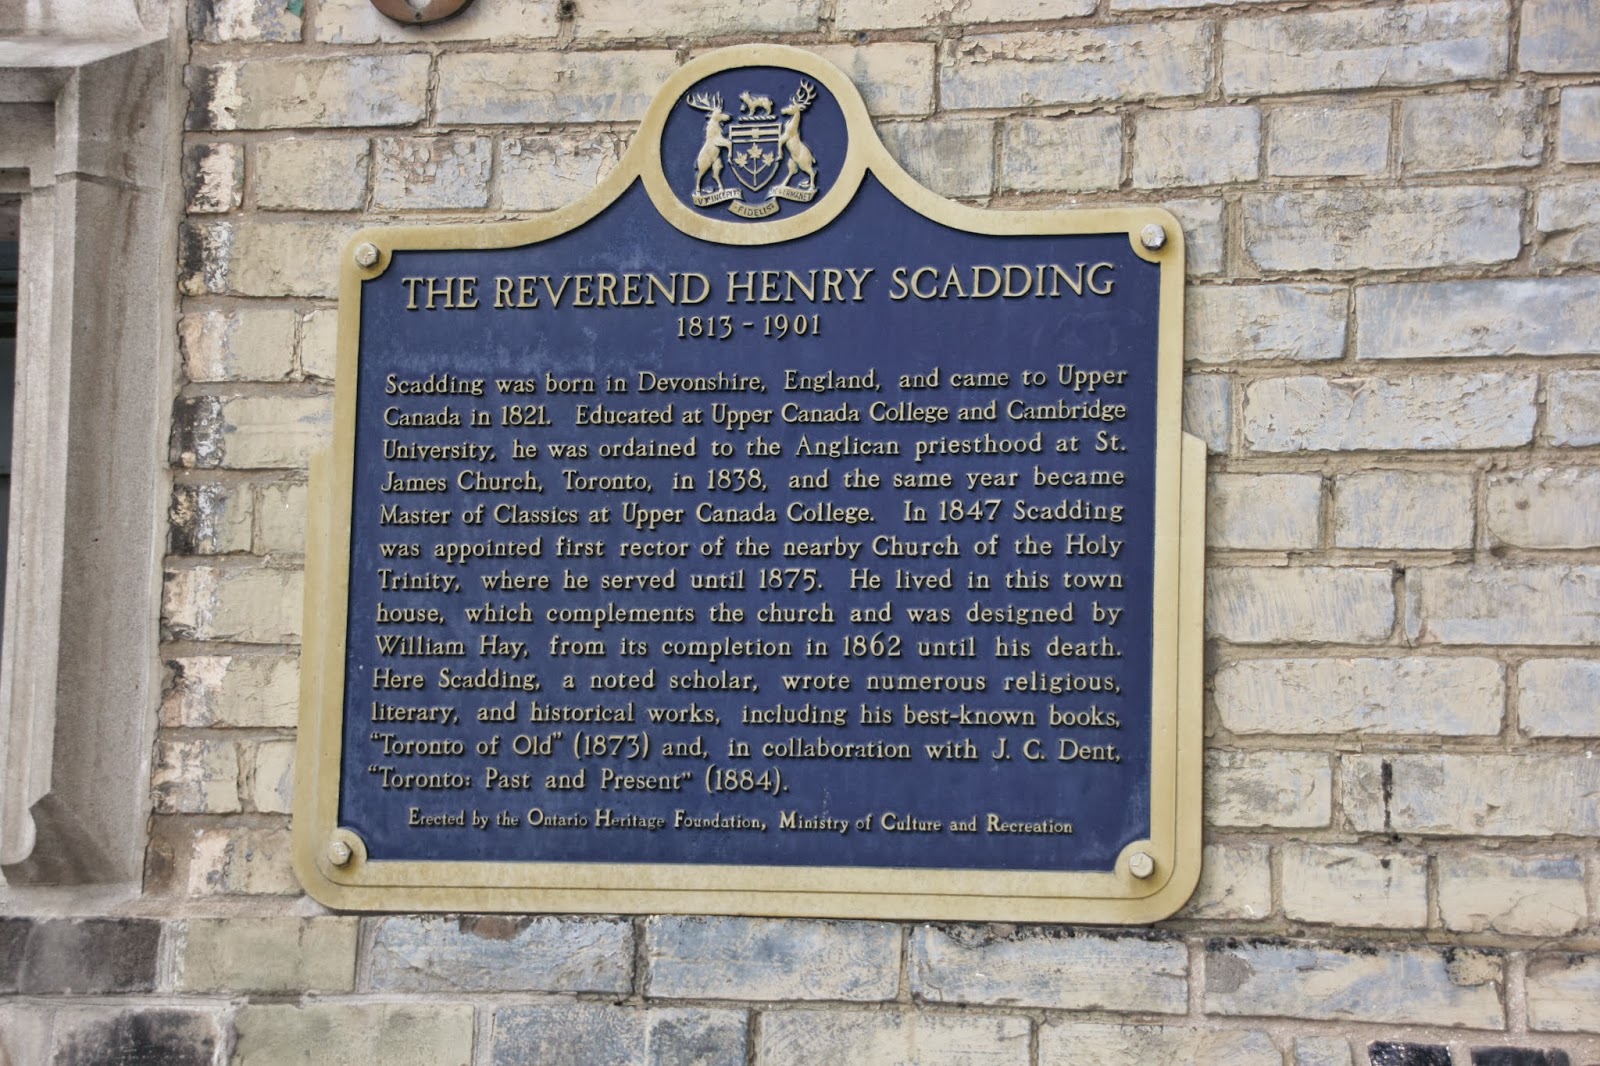 VT INCEPIT
SIC PERMANET
FIDELIS
THE REVEREND HENRY SCADDING
1813 - 1901
Scadding was born in Devonshire, England, and came to Upper
Canada in 1821. Educated at Upper Canada College and Cambridge
University, he was ordained to the Anglican priesthood at St.
James Church, Toronto, in 1838, and the same year became
Master of Classics at Upper Canada College. In 1847 Scadding
was appointed first rector of the nearby Church of the Holy
Trinity, where he served until 1875. He lived in this town
house, which complements the church and was designed by
William Hay, from its completion in 1862 until his death.
Here Scadding, a noted scholar, wrote numerous religious,
literary, and historical works, including his best-known books,
"Toronto of Old" (1873) and, in collaboration with J. C. Dent,
"Toronto: Past and Present" (1884).
Erected by the Ontario Heritage Foundation, Ministry of Culture and Recreation